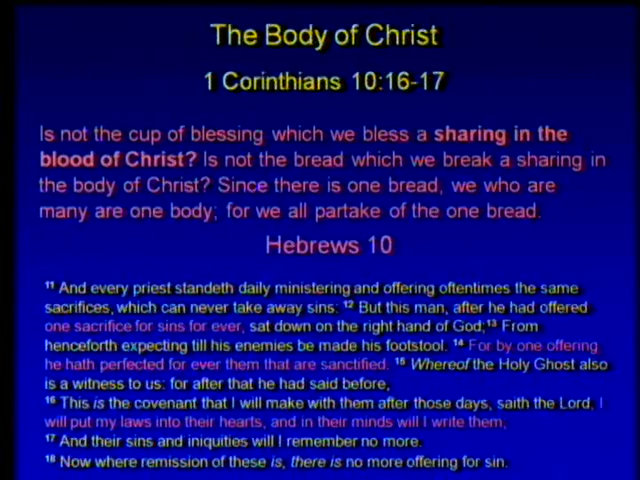 The Body of Christ
1 Corinthians 10:16-17
Is not the cup of blessing which we bless a sharing in the
blood of Christ? Is not the bread which we break a sharing in
the body of Christ? Since there is one bread, we who are
many are one body; for we all partake of the one bread.
Hebrews 10
11 And every priest standeth daily ministering and offering oftentimes the same
sacrifices, which can never take away sins: 12 But this man, after he had offered
one sacrifice for sins for ever, sat down on the right hand of God;13 From
henceforth expecting till his enemies be made his footstool. 14 For by one offering
he hath perfected for ever them that are sanctified. 15 Whereof the Holy Ghost also
is a witness to us: for after that he had said before,
16 This is the covenant that I will make with them after those days, saith the Lord, I
will put my laws into their hearts, and in their minds will I write them;
17 And their sins and iniquities will I remember no more.
18 Now where remission of these is, there is no more offering for sin.